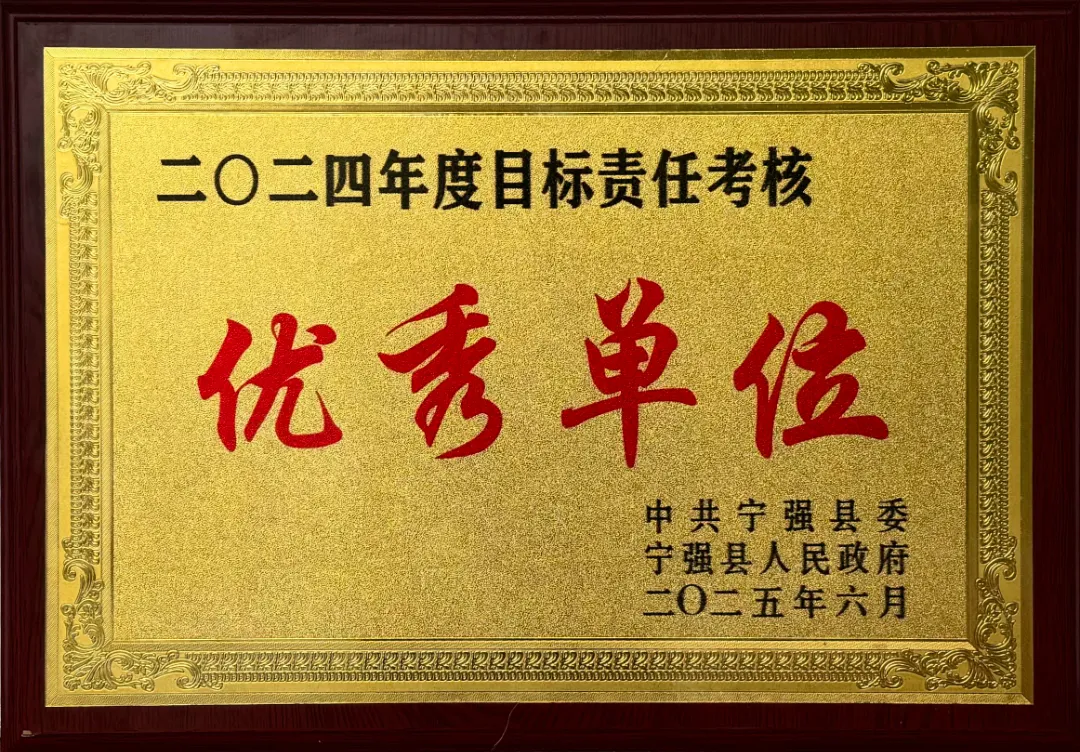 二〇二四年度目标责任考核
优秀单位
中共宁强县委
宁强县人民政府
二〇二五年六月